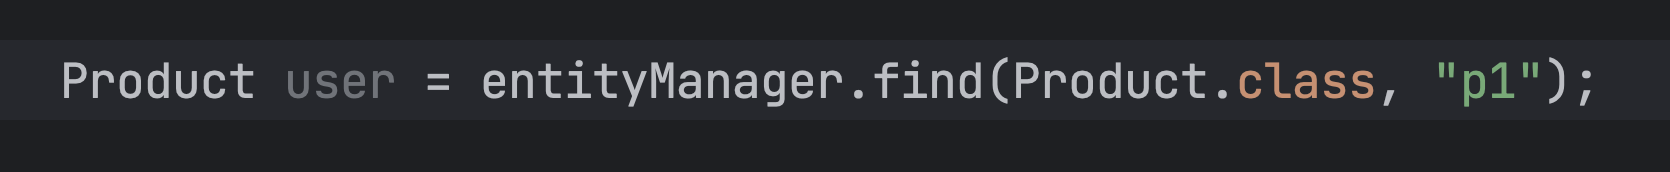 Product user = entityManager.find(Product.class, "p1");